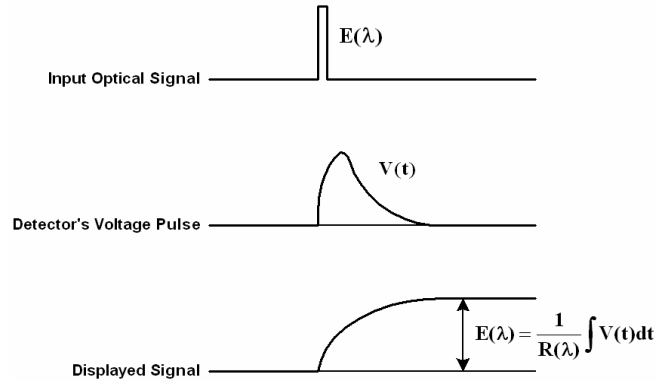 E(λ)
Input Optical Signal
V(t)
Detector's Voltage Pulse
E(λ) = 1/R(λ) ∫ V(t)dt
Displayed Signal